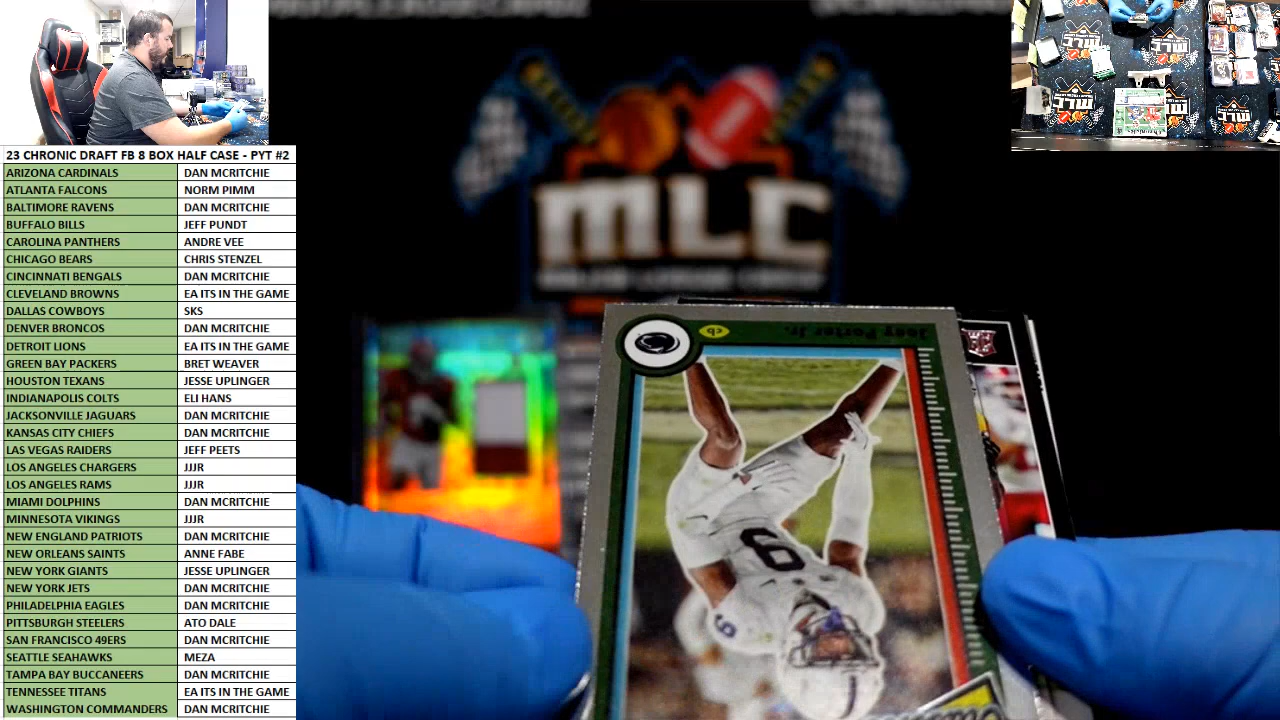 23 CHRONIC DRAFT FB 8 BOX HALF CASE - PYT #2
ARIZONA CARDINALS DAN MCRITCHIE
ATLANTA FALCONS NORM PIMM
BALTIMORE RAVENS DAN MCRITCHIE
BUFFALO BILLS JEFF PUNDT
CAROLINA PANTHERS ANDRE VEE
CHICAGO BEARS CHRIS STENZEL
CINCINNATI BENGALS DAN MCRITCHIE
CLEVELAND BROWNS EA ITS IN THE GAME
DALLAS COWBOYS SKS
DENVER BRONCOS DAN MCRITCHIE
DETROIT LIONS EA ITS IN THE GAME
GREEN BAY PACKERS BRET WEAVER
HOUSTON TEXANS JESSE UPLINGER
INDIANAPOLIS COLTS ELI HANS
JACKSONVILLE JAGUARS DAN MCRITCHIE
KANSAS CITY CHIEFS DAN MCRITCHIE
LAS VEGAS RAIDERS JEFF PEETS
LOS ANGELES CHARGERS JJJR
LOS ANGELES RAMS JJJR
MIAMI DOLPHINS DAN MCRITCHIE
MINNESOTA VIKINGS JJJR
NEW ENGLAND PATRIOTS DAN MCRITCHIE
NEW ORLEANS SAINTS ANNE FABE
NEW YORK GIANTS JESSE UPLINGER
NEW YORK JETS DAN MCRITCHIE
PHILADELPHIA EAGLES DAN MCRITCHIE
PITTSBURGH STEELERS ATO DALE
SAN FRANCISCO 49ERS DAN MCRITCHIE
SEATTLE SEAHAWKS MEZA
TAMPA BAY BUCCANEERS DAN MCRITCHIE
TENNESSEE TITANS EA ITS IN THE GAME
WASHINGTON COMMANDERS DAN MCRITCHIE
MLC
Joey Porter Jr.
cb
9
9